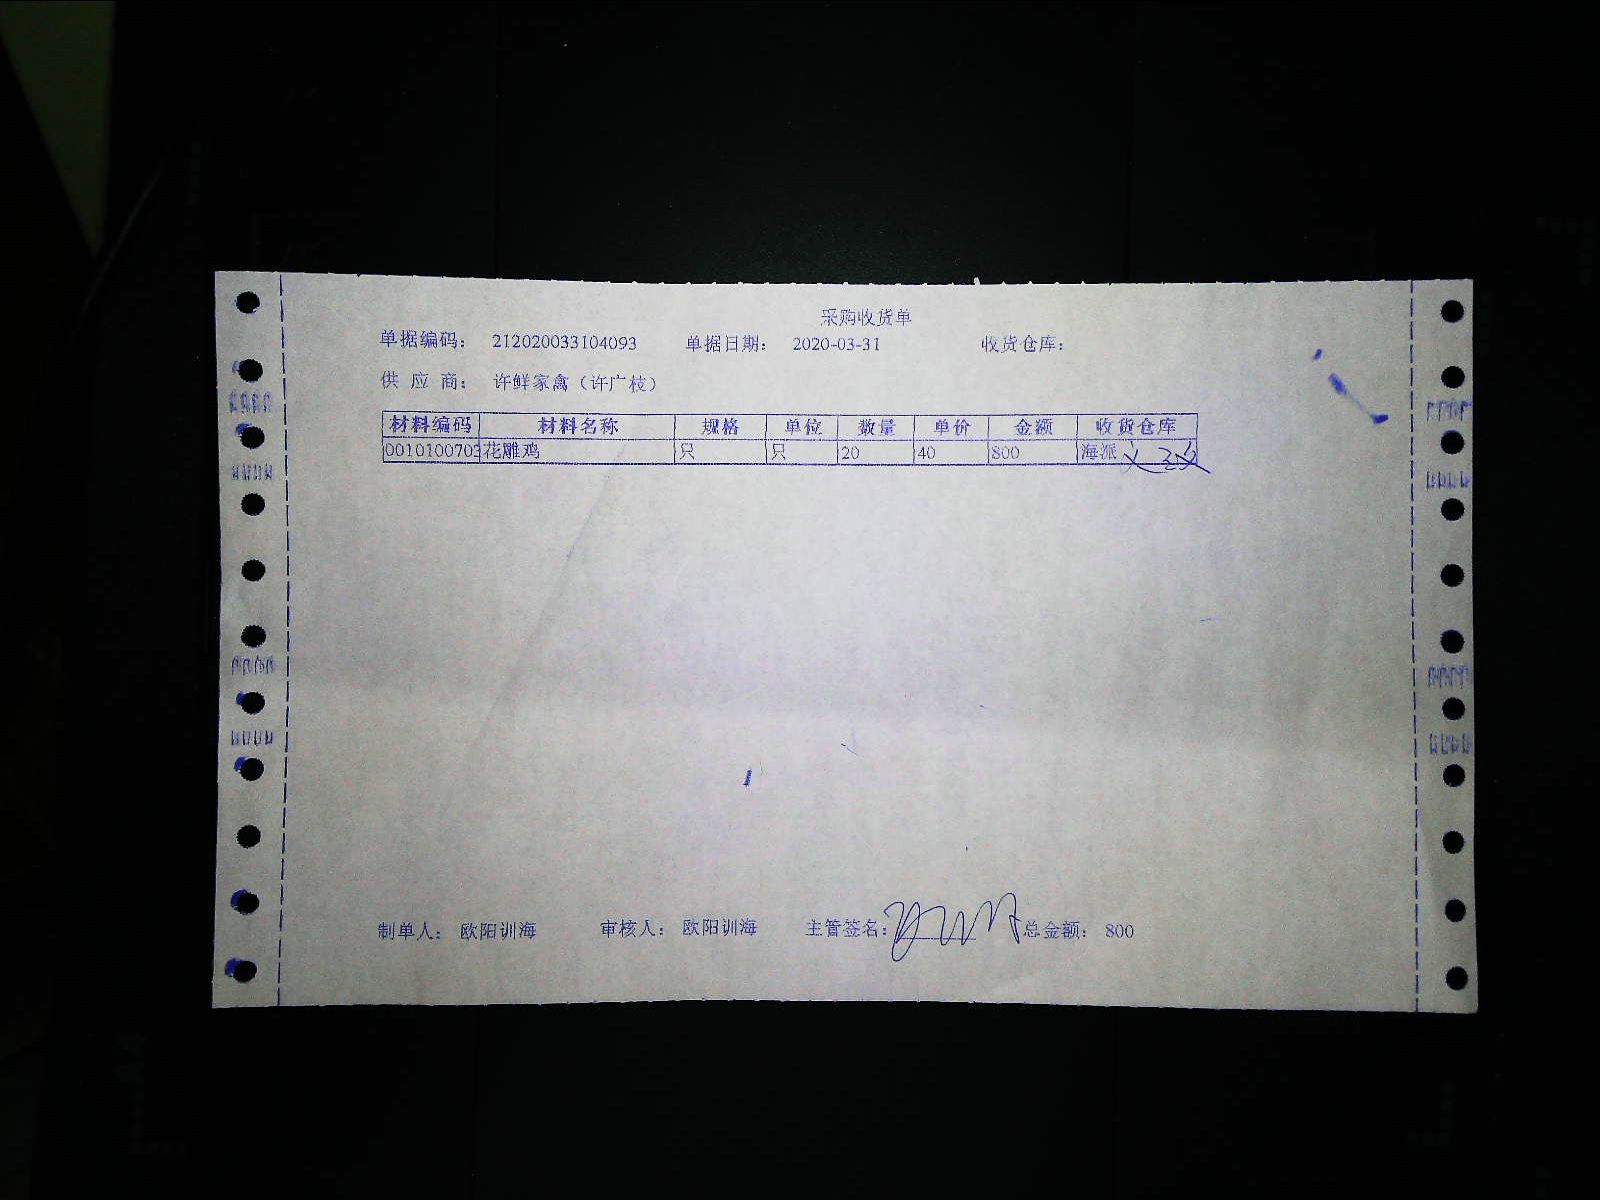 采购收货单
单据编码： 212020033104093 单据日期： 2020-03-31 收货仓库：
供 应 商： 许鲜家禽（许广枝）
材料编码 材料名称 规格 单位 数量 单价 金额 收货仓库
0010100703 花雕鸡 只 只 20 40 800 海派
制单人： 欧阳训海 审核人： 欧阳训海 主管签名： 总金额： 800